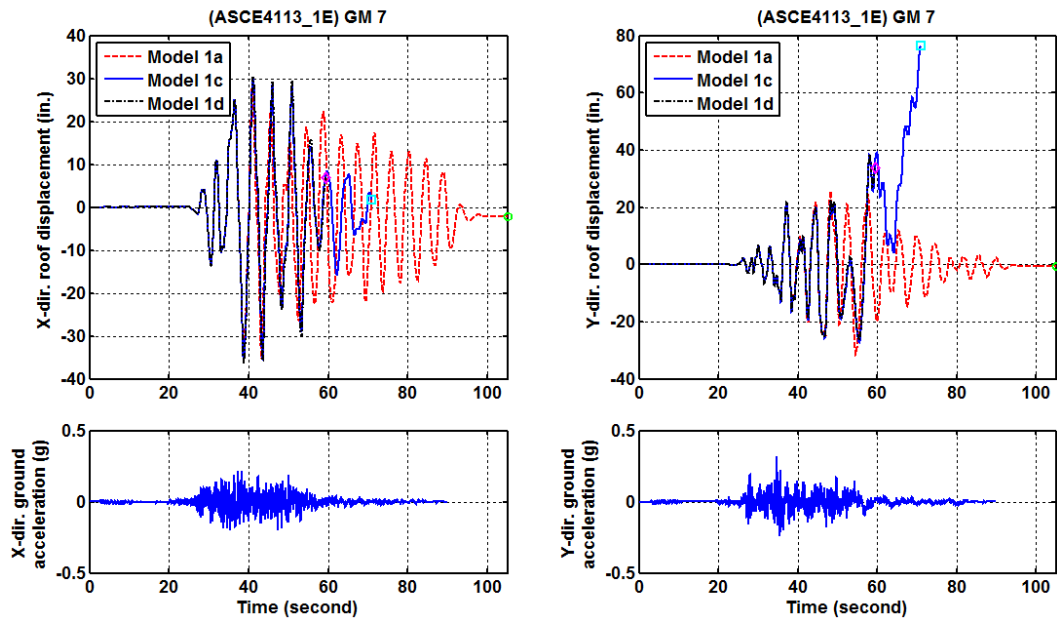 (ASCE4113_1E) GM 7
40
30
20
10
0
-10
-20
-30
-40
X-dir. roof displacement (in.)
Model 1a
Model 1c
Model 1d
0 20 40 60 80 100
(ASCE4113_1E) GM 7
80
60
40
20
0
-20
-40
Y-dir. roof displacement (in.)
Model 1a
Model 1c
Model 1d
0 20 40 60 80 100
0.5
0
-0.5
X-dir. ground
acceleration (g)
0 20 40 60 80 100
Time (second)
0.5
0
-0.5
Y-dir. ground
acceleration (g)
0 20 40 60 80 100
Time (second)